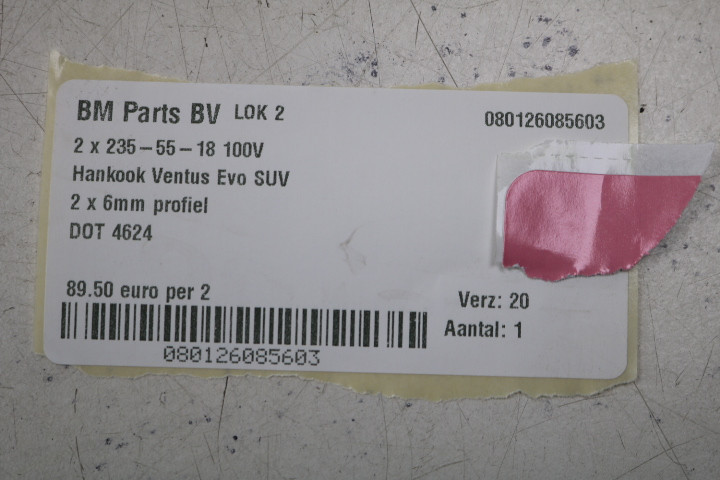 BM Parts BV LOK 2 080126085603
2 x 235-55-18 100V
Hankook Ventus Evo SUV
2 x 6mm profiel
DOT 4624
89.50 euro per 2
Verz: 20
Aantal: 1
080126085603